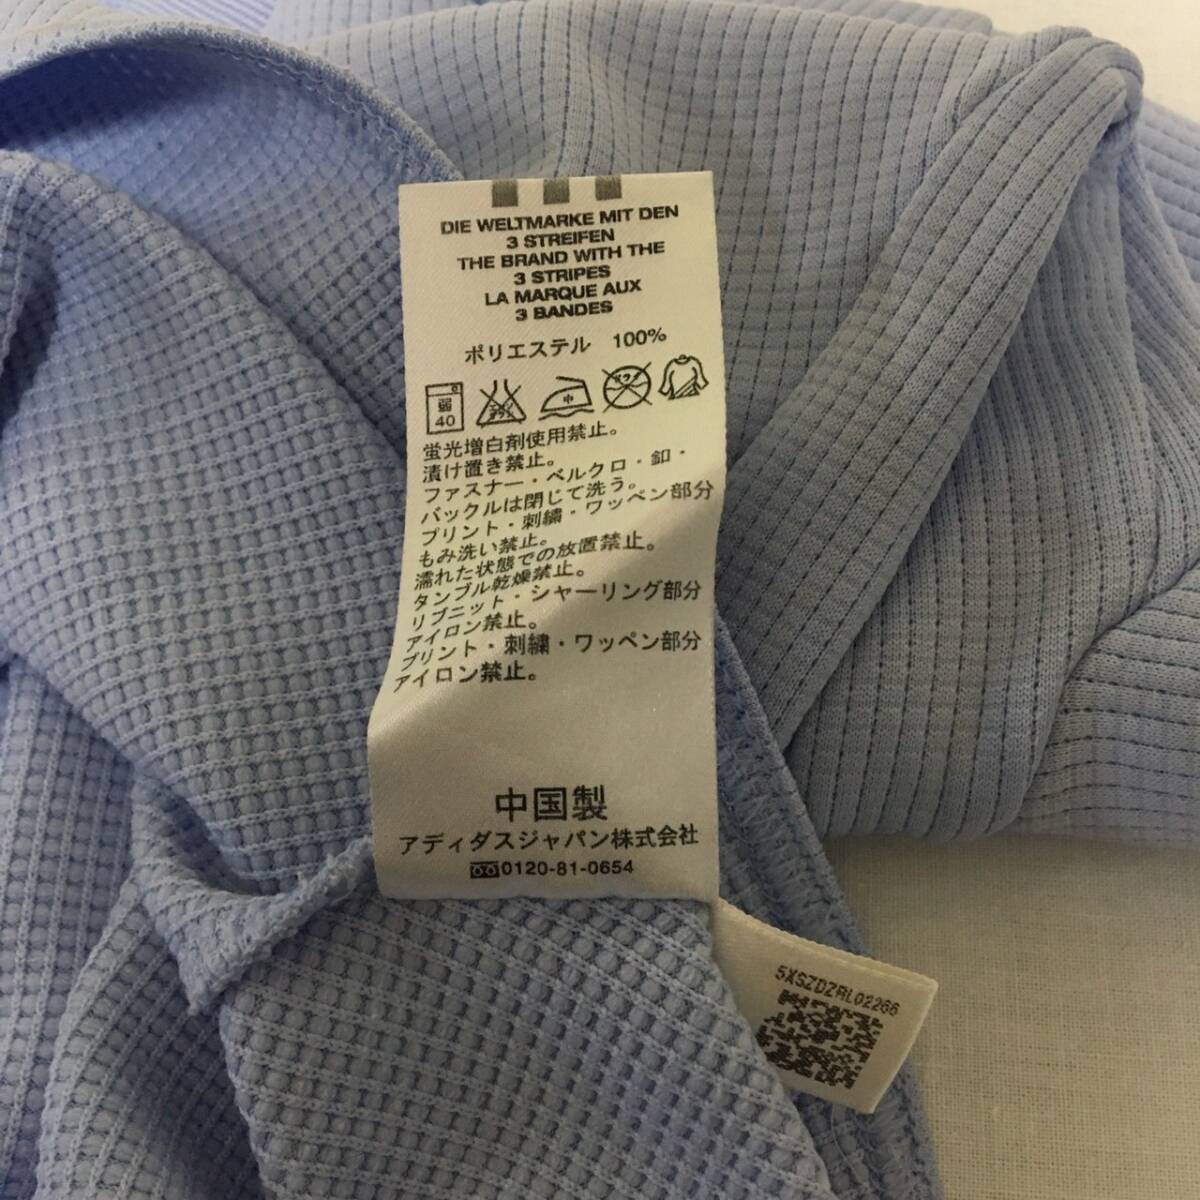 DIE WELTMARKE MIT DEN
3 STREIFEN
THE BRAND WITH THE
3 STRIPES
LA MARQUE AUX
3 BANDES
ポリエステル 100%
弱
40
中
蛍光増白剤使用禁止。
漬け置き禁止。
ファスナー・ベルクロ・釦・
バックルは閉じて洗う。
プリント・刺繍・ワッペン部分
もみ洗い禁止。
濡れた状態での放置禁止。
タンブル乾燥禁止。
リブニット・シャーリング部分
アイロン禁止。
プリント・刺繍・ワッペン部分
アイロン禁止。
中国製
アディダスジャパン株式会社
0120-81-0654
5XSZDZRL02266